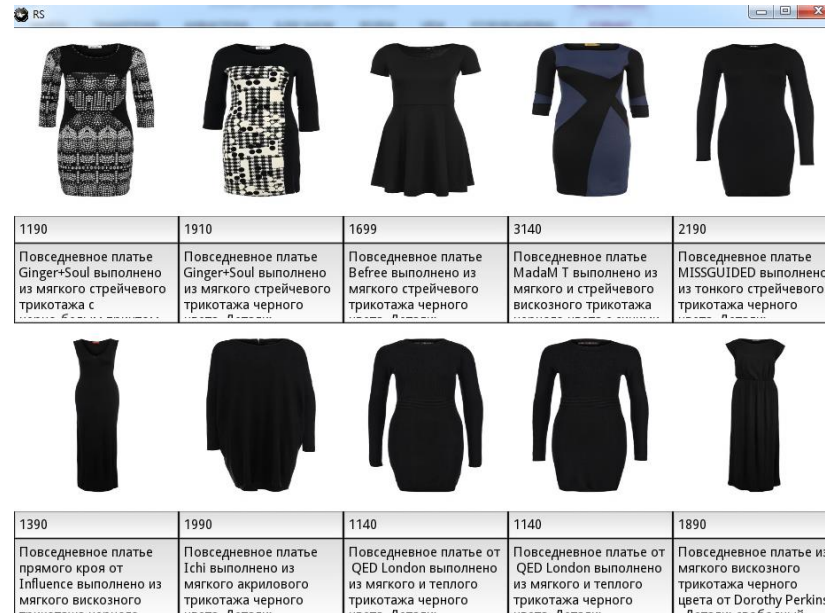 RS
1190
1910
1699
3140
2190
Повседневное платье
Ginger+Soul выполнено
из мягкого стрейчевого
трикотажа с
Повседневное платье
Ginger+Soul выполнено
из мягкого стрейчевого
трикотажа черного
Повседневное платье
Befree выполнено из
мягкого стрейчевого
трикотажа черного
Повседневное платье
MadaM T выполнено из
мягкого и стрейчевого
вискозного трикотажа
Повседневное платье
MISSGUIDED выполнено
из тонкого стрейчевого
трикотажа черного
1390
1990
1140
1140
1890
Повседневное платье
прямого кроя от
Influence выполнено из
мягкого вискозного
Повседневное платье
Ichi выполнено из
мягкого акрилового
трикотажа черного
Повседневное платье от
QED London выполнено
из мягкого и теплого
трикотажа черного
Повседневное платье от
QED London выполнено
из мягкого и теплого
трикотажа черного
Повседневное платье из
мягкого вискозного
трикотажа черного
цвета от Dorothy Perkins